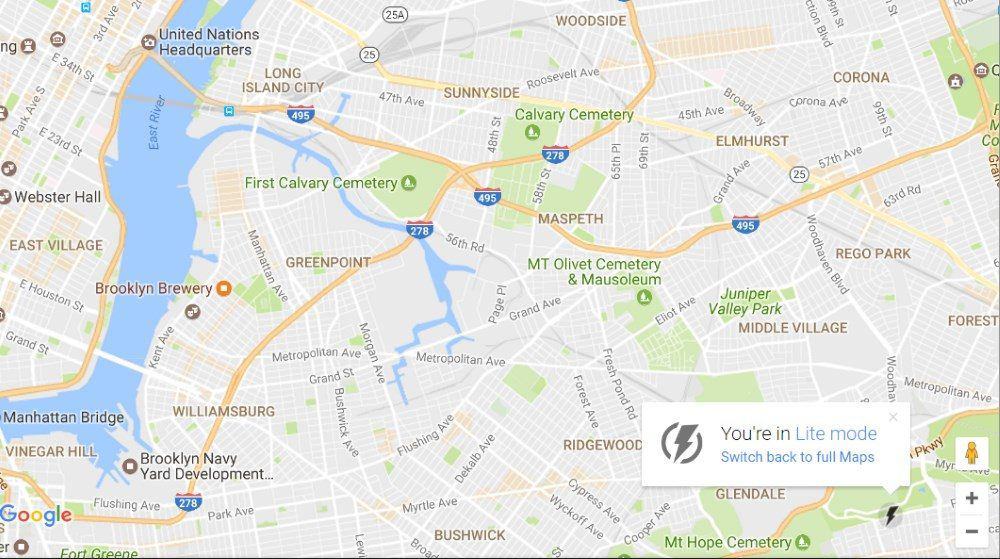 WOODSIDE
25A
3rd Ave
United Nations
Headquarters
25
E 34th St
LONG
ISLAND CITY
Roosevelt Ave
CORONA
SUNNYSIDE
47th Ave
Park Ave S
East River
495
Calvary Cemetery
45th Ave
Broadway
Corona Ave
99th St
48th St
E 23rd St
278
65th Pl
69th St
ELMHURST
57th Ave
First Calvary Cemetery
495
58th St
Grand Ave
25
63rd Rd
Webster Hall
MASPETH
495
278
EAST VILLAGE
56th Rd
Manhattan Ave
GREENPOINT
Woodhaven Blvd
REGO PARK
MT Olivet Cemetery
& Mausoleum
Brooklyn Brewery
E Houston St
Page Pl
Grand Ave
Eliot Ave
Juniper
Valley Park
MIDDLE VILLAGE
FOREST
Kent Ave
Morgan Ave
Metropolitan Ave
Metropolitan Ave
Grand St
Bushwick Ave
Fresh Pond Rd
Forest Ave
Woodhaven
Metropolitan Ave
Manhattan Bridge
WILLIAMSBURG
Flushing Ave
Dekalb Ave
You're in Lite mode
Switch back to full Maps
VINEGAR HILL
RIDGEWOOD
Pkwy
Brooklyn Navy
Yard Development...
Cypress Ave
Wyckoff Ave
Cooper Ave
GLENDALE
Flushing Ave
278
Park Ave
Myrtle Ave
Google
BUSHWICK
Mt Hope Cemetery
Fort Greene